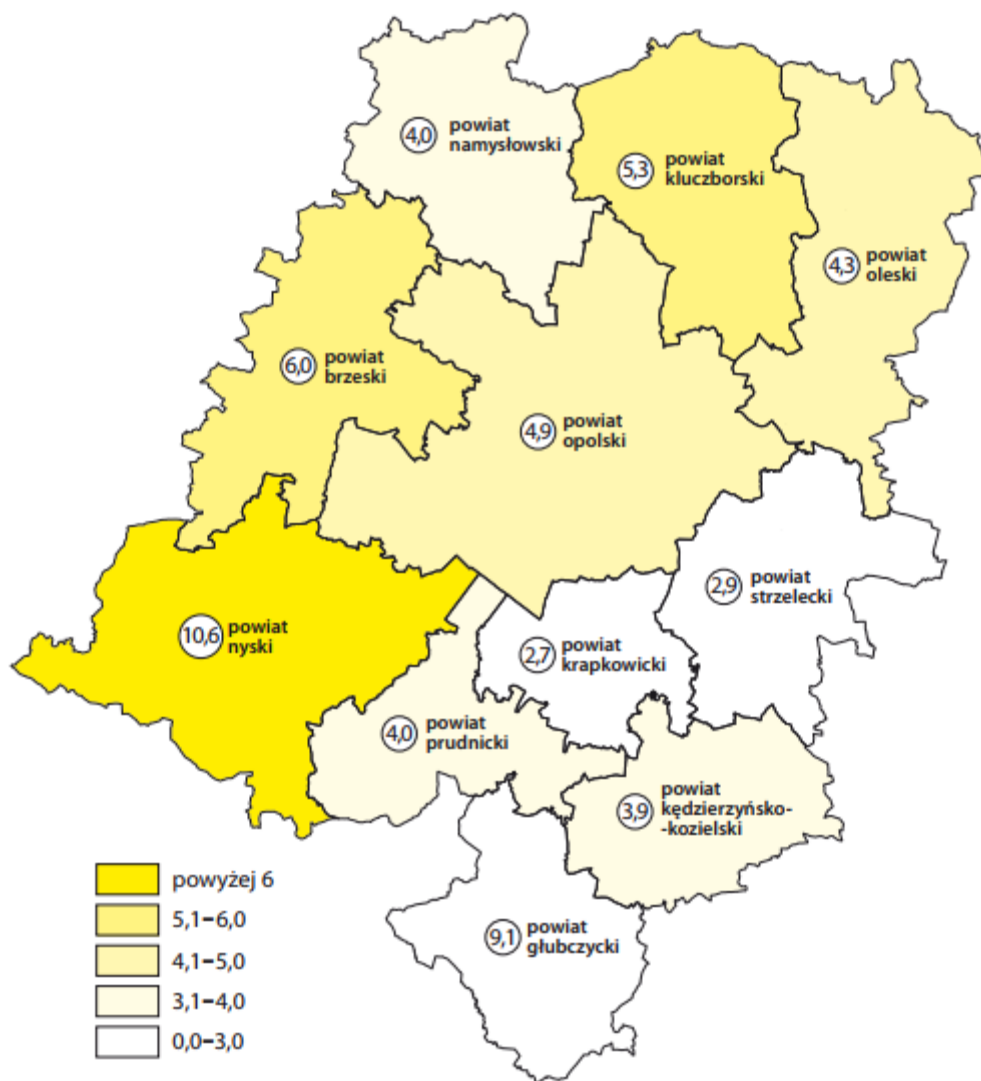 4,0
powiat
namysłowski
5,3
powiat
kluczborski
4,3
powiat
oleski
6,0
powiat
brzeski
4,9
powiat
opolski
2,9
powiat
strzelecki
10,6
powiat
nyski
2,7
powiat
krapkowicki
4,0
powiat
prudnicki
3,9
powiat
kędzierzyńsko-
-kozielski
9,1
powiat
głubczycki
powyżej 6
5,1–6,0
4,1–5,0
3,1–4,0
0,0–3,0